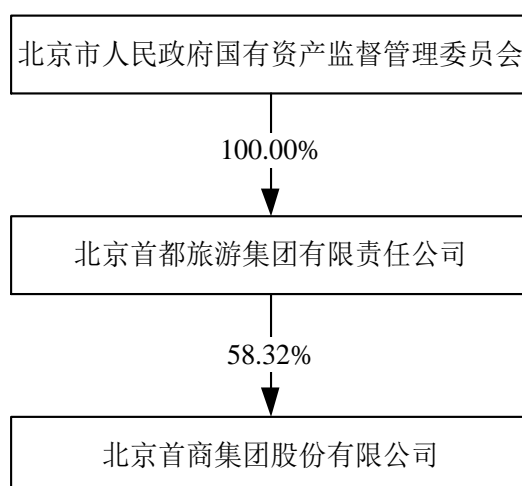 北京市人民政府国有资产监督管理委员会
100.00%
北京首都旅游集团有限责任公司
58.32%
北京首商集团股份有限公司